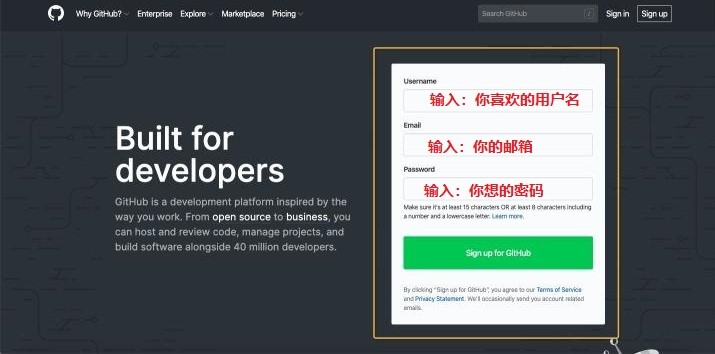 Why GitHub? Enterprise Explore Marketplace Pricing Search GitHub / Sign in Sign up
Built for
developers
GitHub is a development platform inspired by the
way you work. From open source to business, you
can host and review code, manage projects, and
build software alongside 40 million developers.
Username
输入：你喜欢的用户名
Email
输入：你的邮箱
Password
输入：你想的密码
Make sure it's at least 15 characters OR at least 8 characters including
a number and a lowercase letter. Learn more.
Sign up for GitHub
By clicking "Sign up for GitHub", you agree to our Terms of Service
and Privacy Statement. We'll occasionally send you account related
emails.